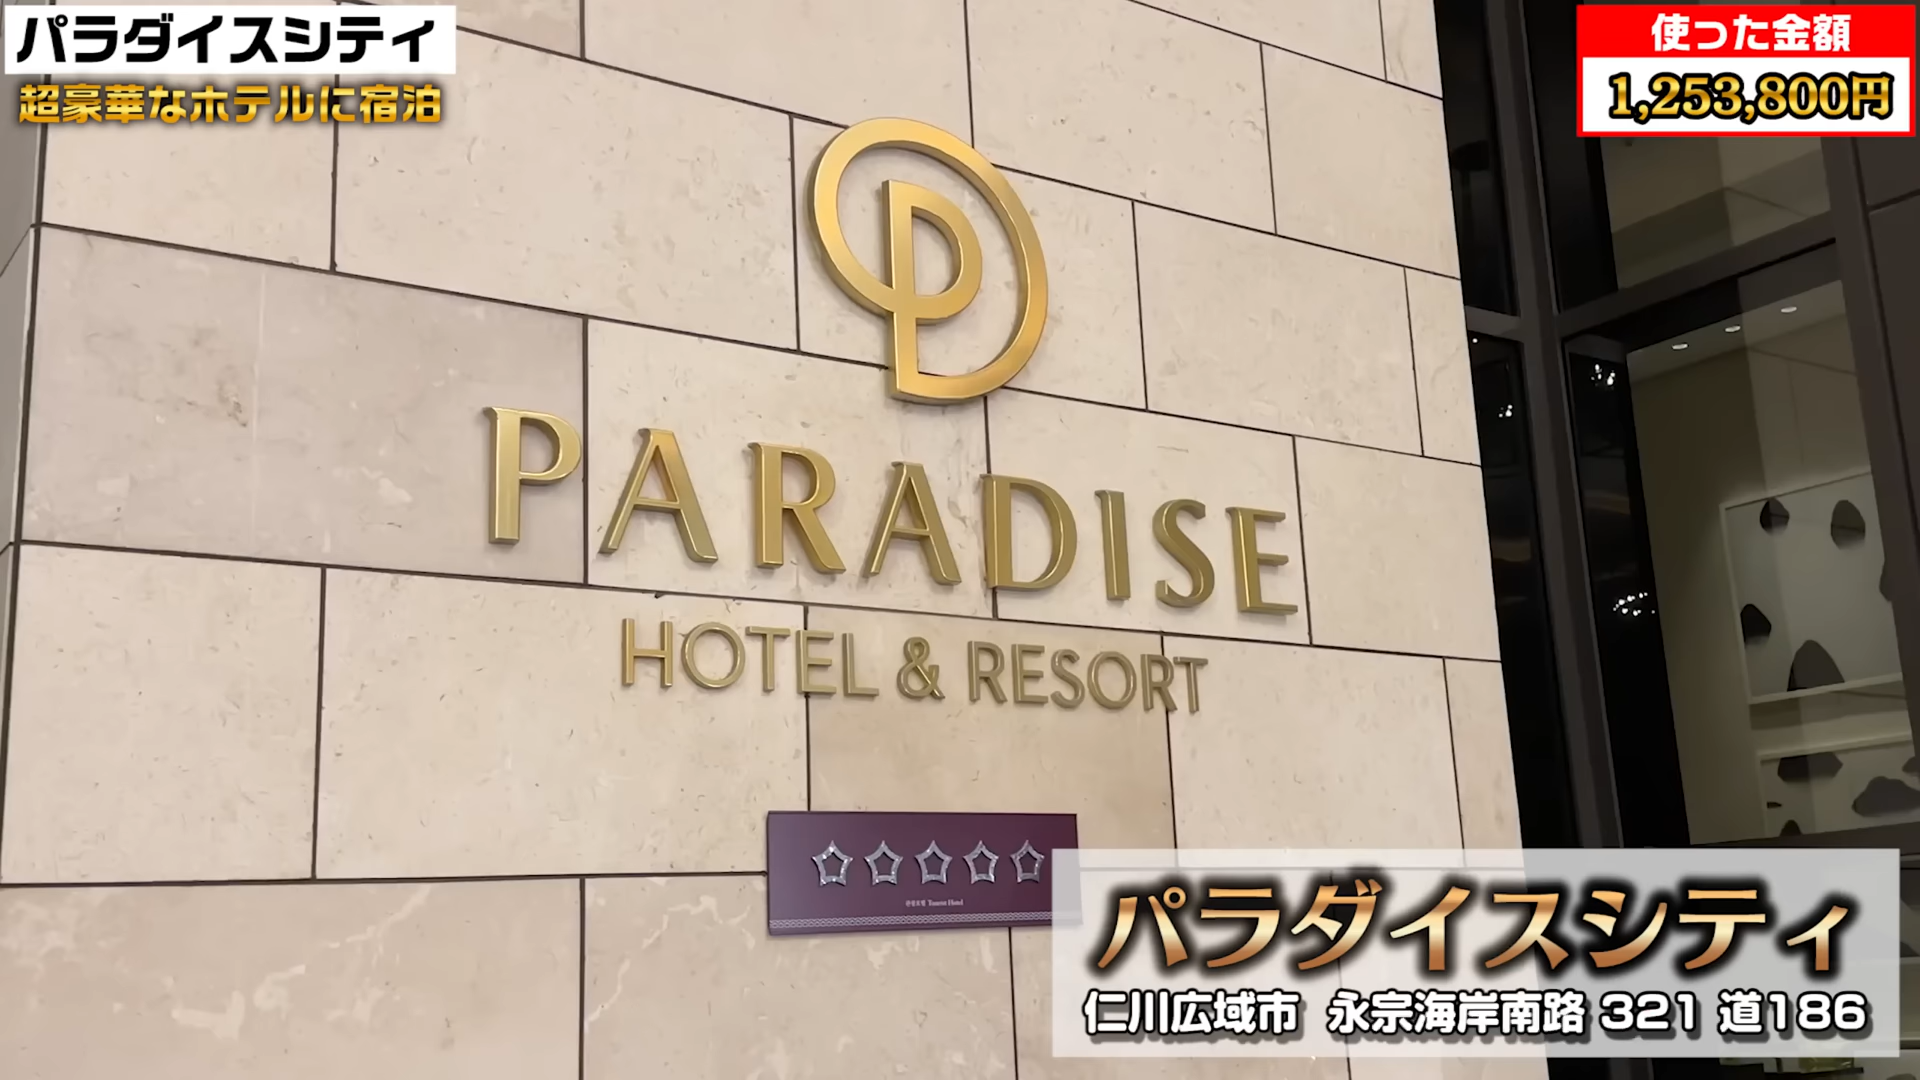 パラダイスシティ
超豪華なホテルに宿泊
使った金額
1,253,800円
PARADISE
HOTEL & RESORT
Tourist Hotel
パラダイスシティ
仁川広域市 永宗海岸南路 321 道186